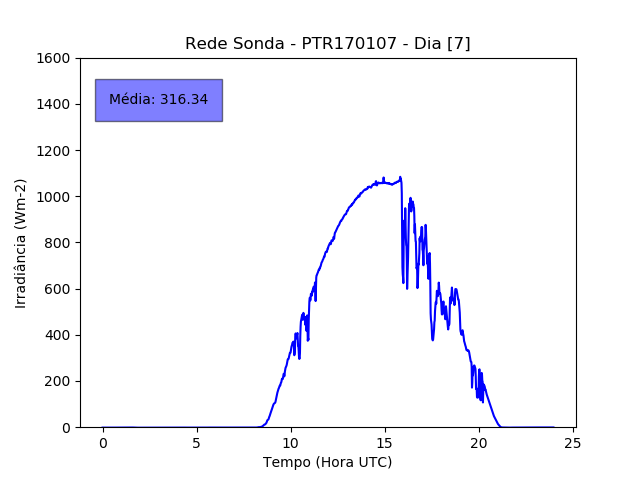 Rede Sonda - PTR170107 - Dia [7]
1600
1400
1200
1000
800
600
400
200
0
Média: 316.34
Irradiância (Wm-2)
0 5 10 15 20 25
Tempo (Hora UTC)